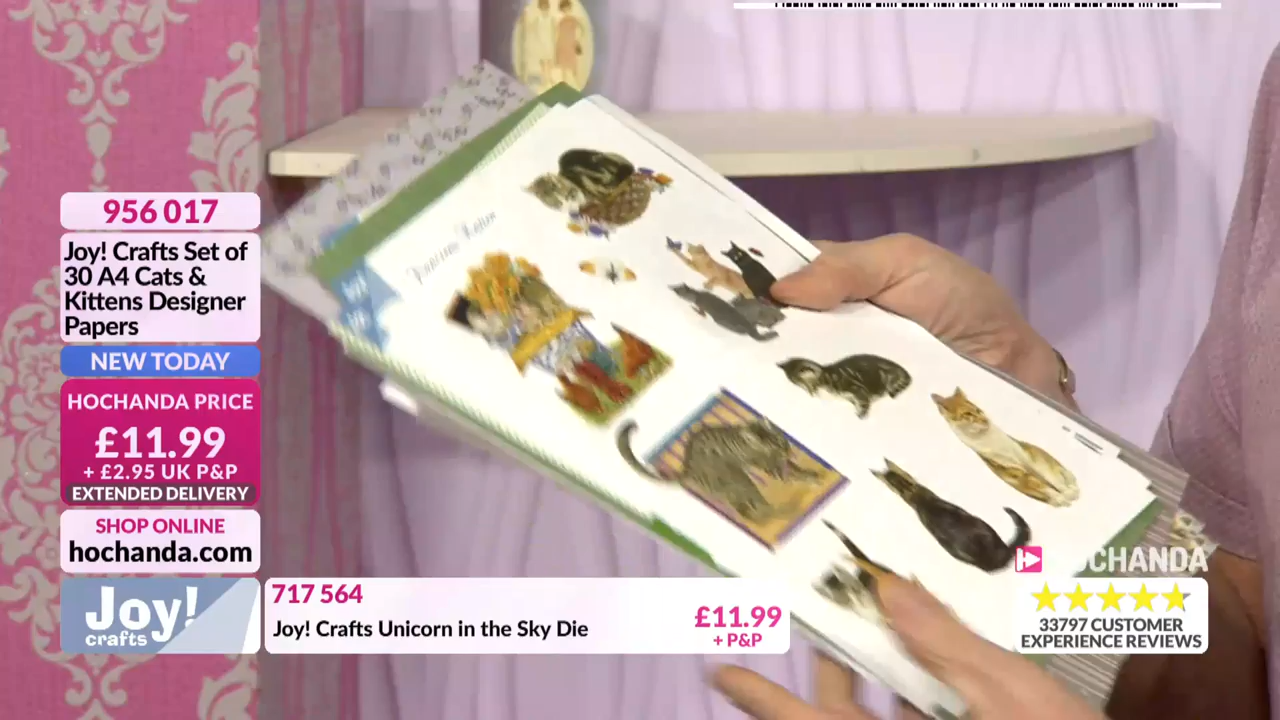 956 017
Joy! Crafts Set of
30 A4 Cats &
Kittens Designer
Papers
NEW TODAY
HOCHANDA PRICE
£11.99
+ £2.95 UK P&P
EXTENDED DELIVERY
SHOP ONLINE
hochanda.com
Joy!
crafts
717 564
Joy! Crafts Unicorn in the Sky Die
£11.99
+ P&P
HOCHANDA
33797 CUSTOMER
EXPERIENCE REVIEWS